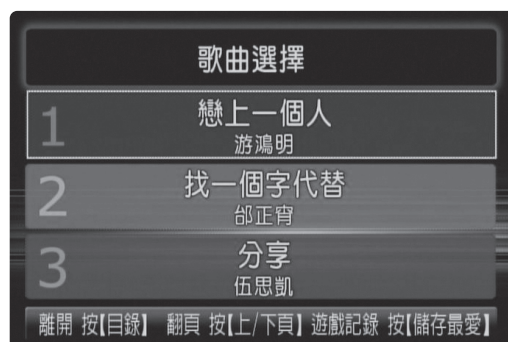 歌曲選擇
1
戀上一個人
游鴻明
2
找一個字代替
邰正宵
3
分享
伍思凱
離開 按【目錄】 翻頁 按【上/下頁】 遊戲記錄 按【儲存最愛】